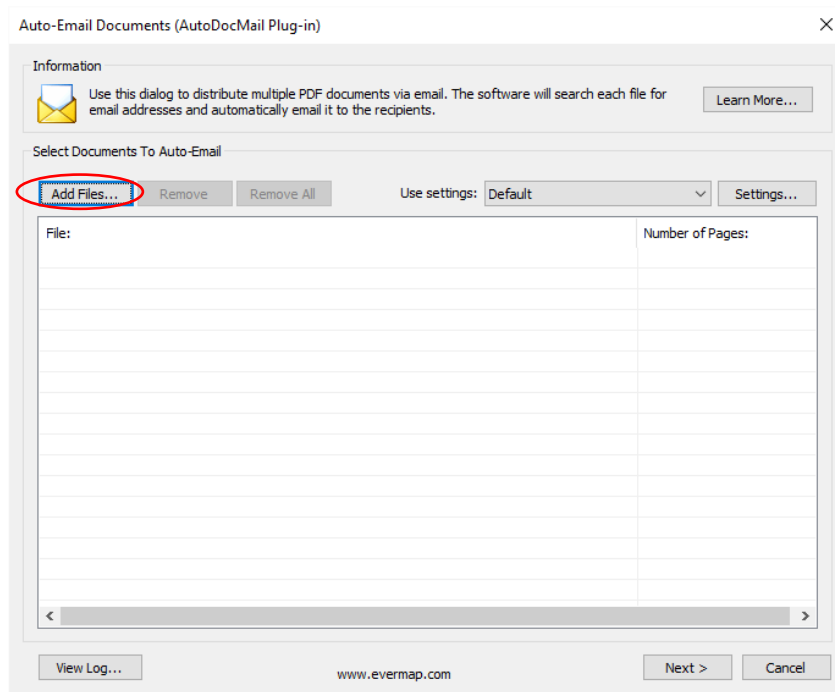 Auto-Email Documents (AutoDocMail Plug-in)
Information
Use this dialog to distribute multiple PDF documents via email. The software will search each file for
email addresses and automatically email it to the recipients.
Learn More...
Select Documents To Auto-Email
Add Files... Remove Remove All Use settings: Default Settings...
File: Number of Pages:
View Log... www.evermap.com Next > Cancel